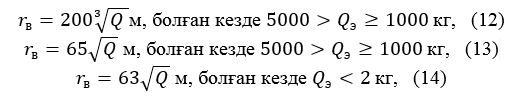 r_в = 200∛Q м, болған кезде 5000 > Q_э ≥ 1000 кг, (12)
r_в = 65√Q м, болған кезде 5000 > Q_э ≥ 1000 кг, (13)
r_в = 63√Q м, болған кезде Q_э < 2 кг, (14)